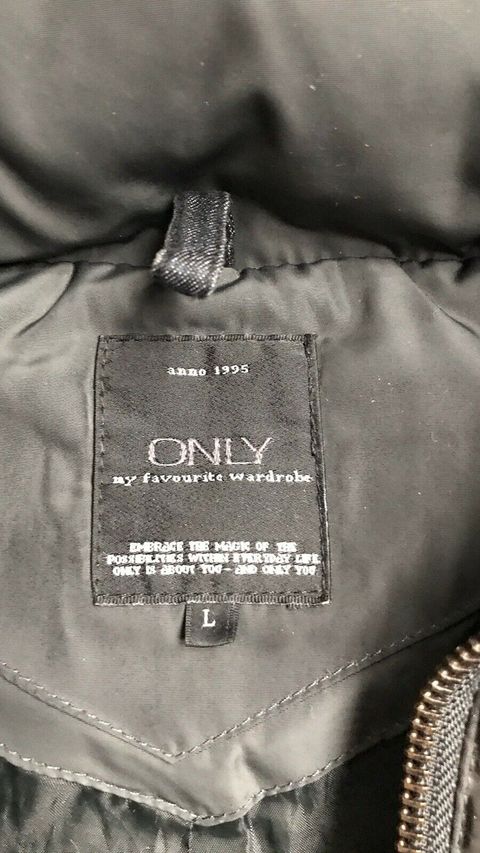 anno 1995
ONLY
my favourite wardrobe
EMBRACE THE MAGIC OF THE
POSSIBILITIES WITHIN EVERYDAY LIFE
ONLY IS ABOUT YOU - AND ONLY YOU
L